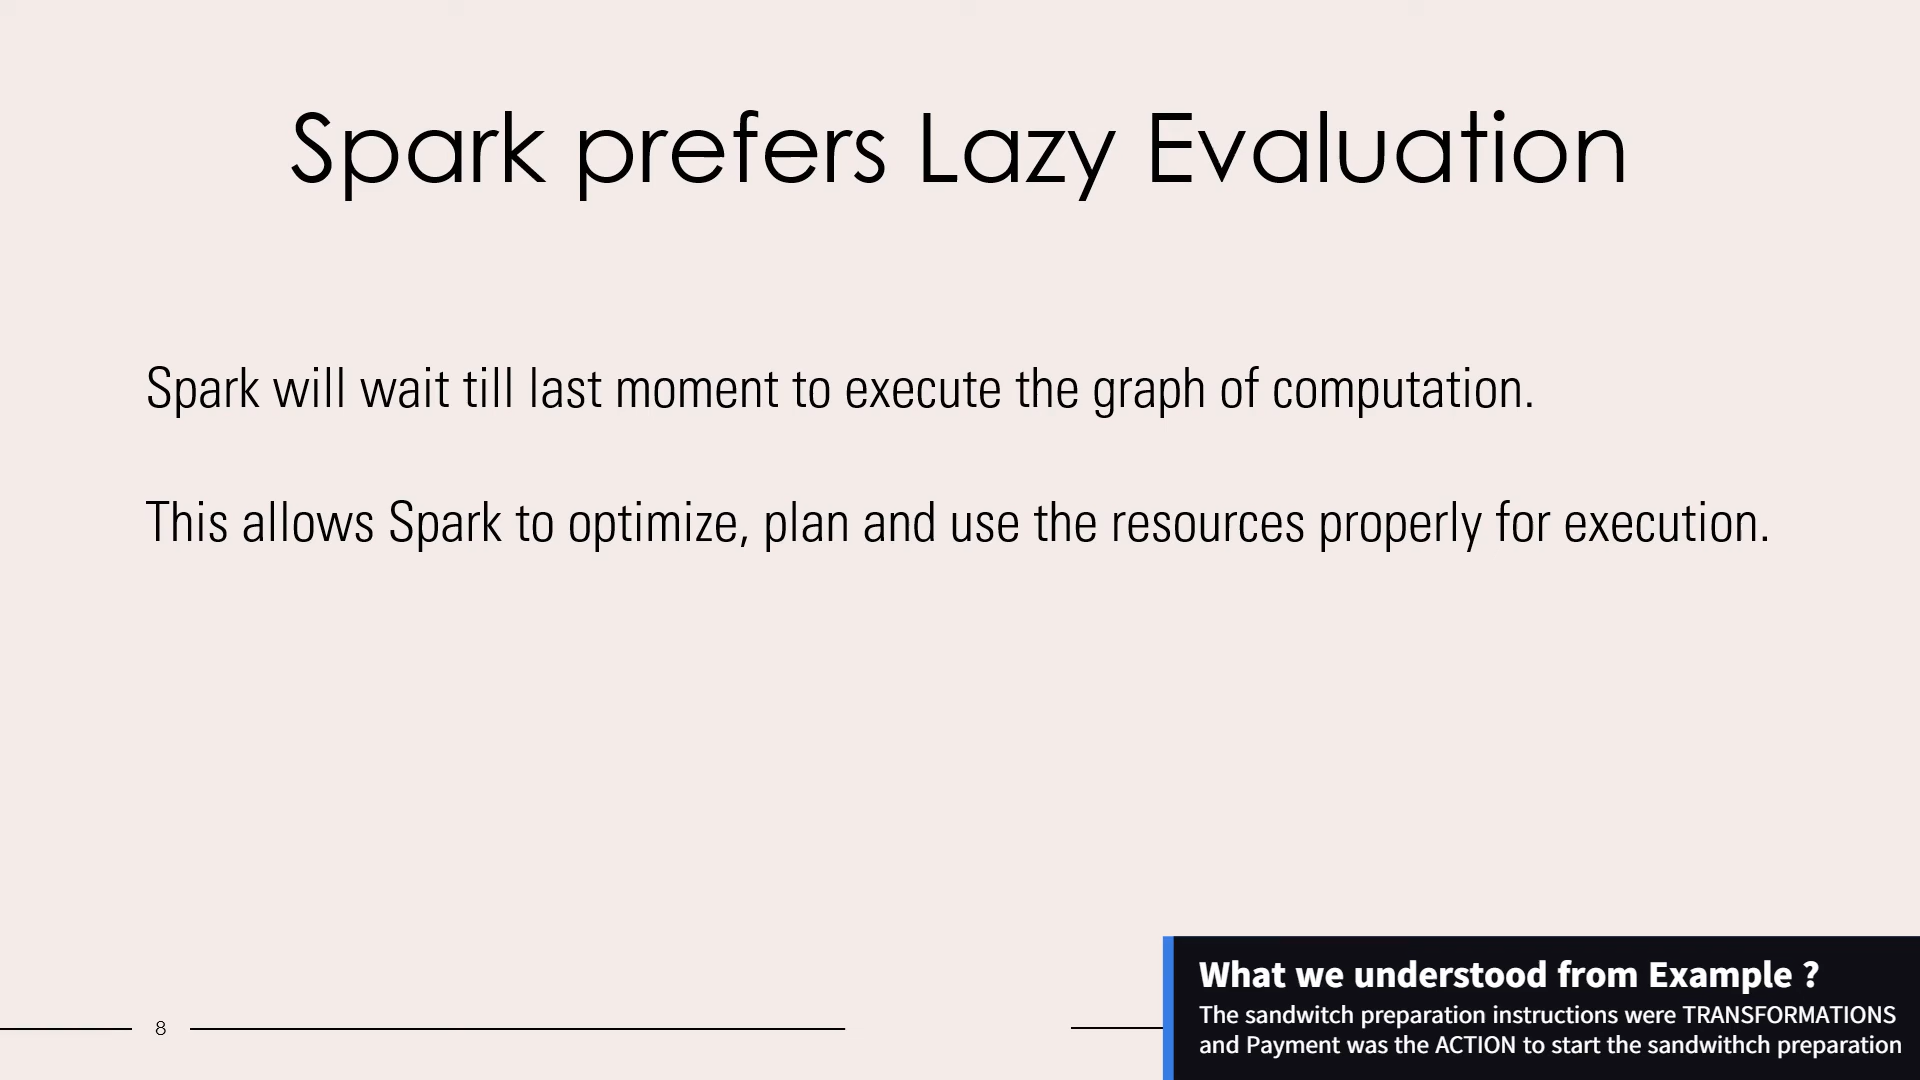 Spark prefers Lazy Evaluation
Spark will wait till last moment to execute the graph of computation.
This allows Spark to optimize, plan and use the resources properly for execution.
8
What we understood from Example ?
The sandwitch preparation instructions were TRANSFORMATIONS
and Payment was the ACTION to start the sandwithch preparation